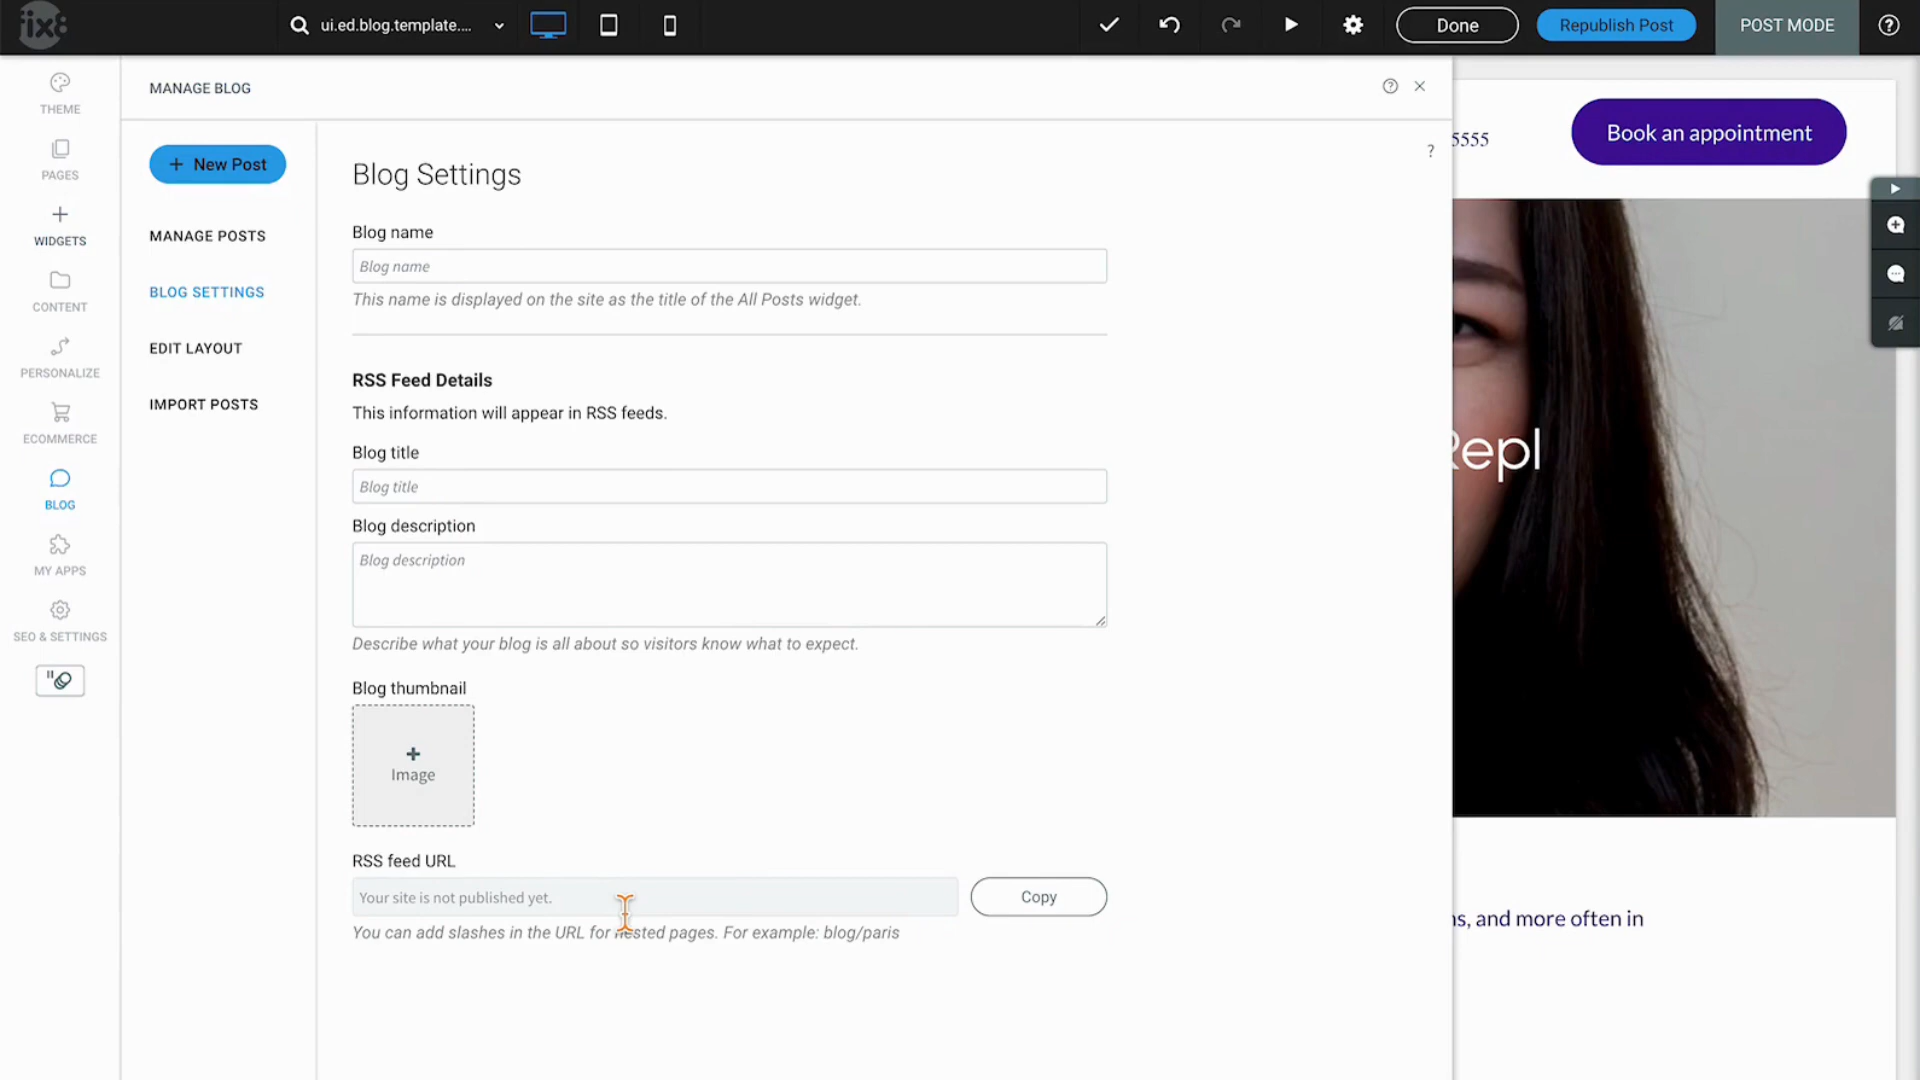 ix8
ui.ed.blog.template....
Done
Republish Post
POST MODE
THEME
PAGES
WIDGETS
CONTENT
PERSONALIZE
ECOMMERCE
BLOG
MY APPS
SEO & SETTINGS
MANAGE BLOG
+ New Post
MANAGE POSTS
BLOG SETTINGS
EDIT LAYOUT
IMPORT POSTS
?
Blog Settings
Blog name
Blog name
This name is displayed on the site as the title of the All Posts widget.
RSS Feed Details
This information will appear in RSS feeds.
Blog title
Blog title
Blog description
Blog description
Describe what your blog is all about so visitors know what to expect.
Blog thumbnail
+
Image
RSS feed URL
Your site is not published yet.
Copy
You can add slashes in the URL for nested pages. For example: blog/paris
5555
Book an appointment
Repl
ns, and more often in